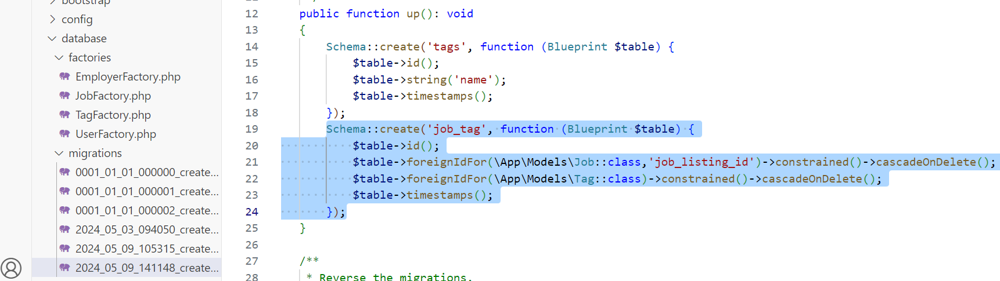 bootstrap
config
database
factories
EmployerFactory.php
JobFactory.php
TagFactory.php
UserFactory.php
migrations
0001_01_01_000000_create...
0001_01_01_000001_create...
0001_01_01_000002_create...
2024_05_03_094050_create...
2024_05_09_105315_create...
2024_05_09_141148_create...
12 public function up(): void
13 {
14 Schema::create('tags', function (Blueprint $table) {
15 $table->id();
16 $table->string('name');
17 $table->timestamps();
18 });
19 Schema::create('job_tag', function (Blueprint $table) {
20 $table->id();
21 $table->foreignIdFor(\App\Models\Job::class,'job_listing_id')->constrained()->cascadeOnDelete();
22 $table->foreignIdFor(\App\Models\Tag::class)->constrained()->cascadeOnDelete();
23 $table->timestamps();
24 });
25 }
26
27 /**
28 * Reverse the migrations.